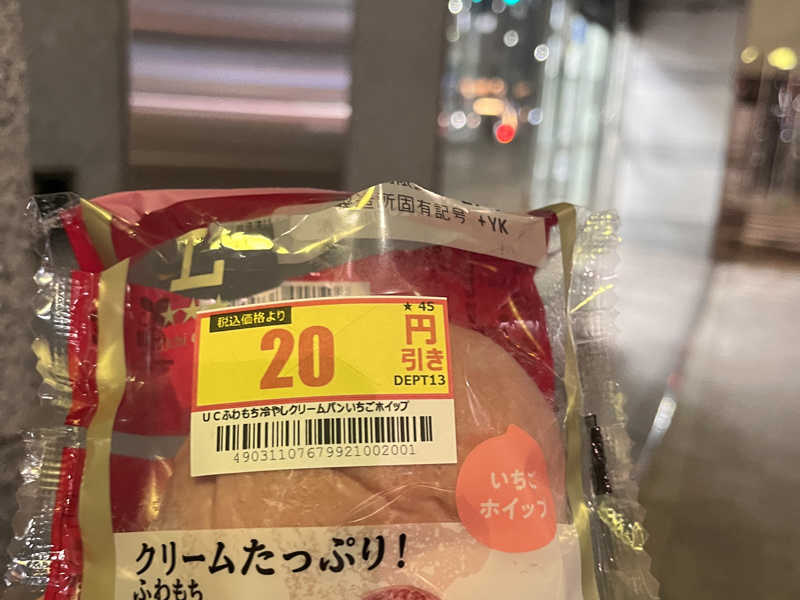 製造所固有記号 +YK
L
税込価格より
20
★ 45
円
引き
DEPT13
UCふわもち冷やしクリームパンいちごホイップ
49031107679921002001
いちご
ホイップ
クリームたっぷり!
ふわもち